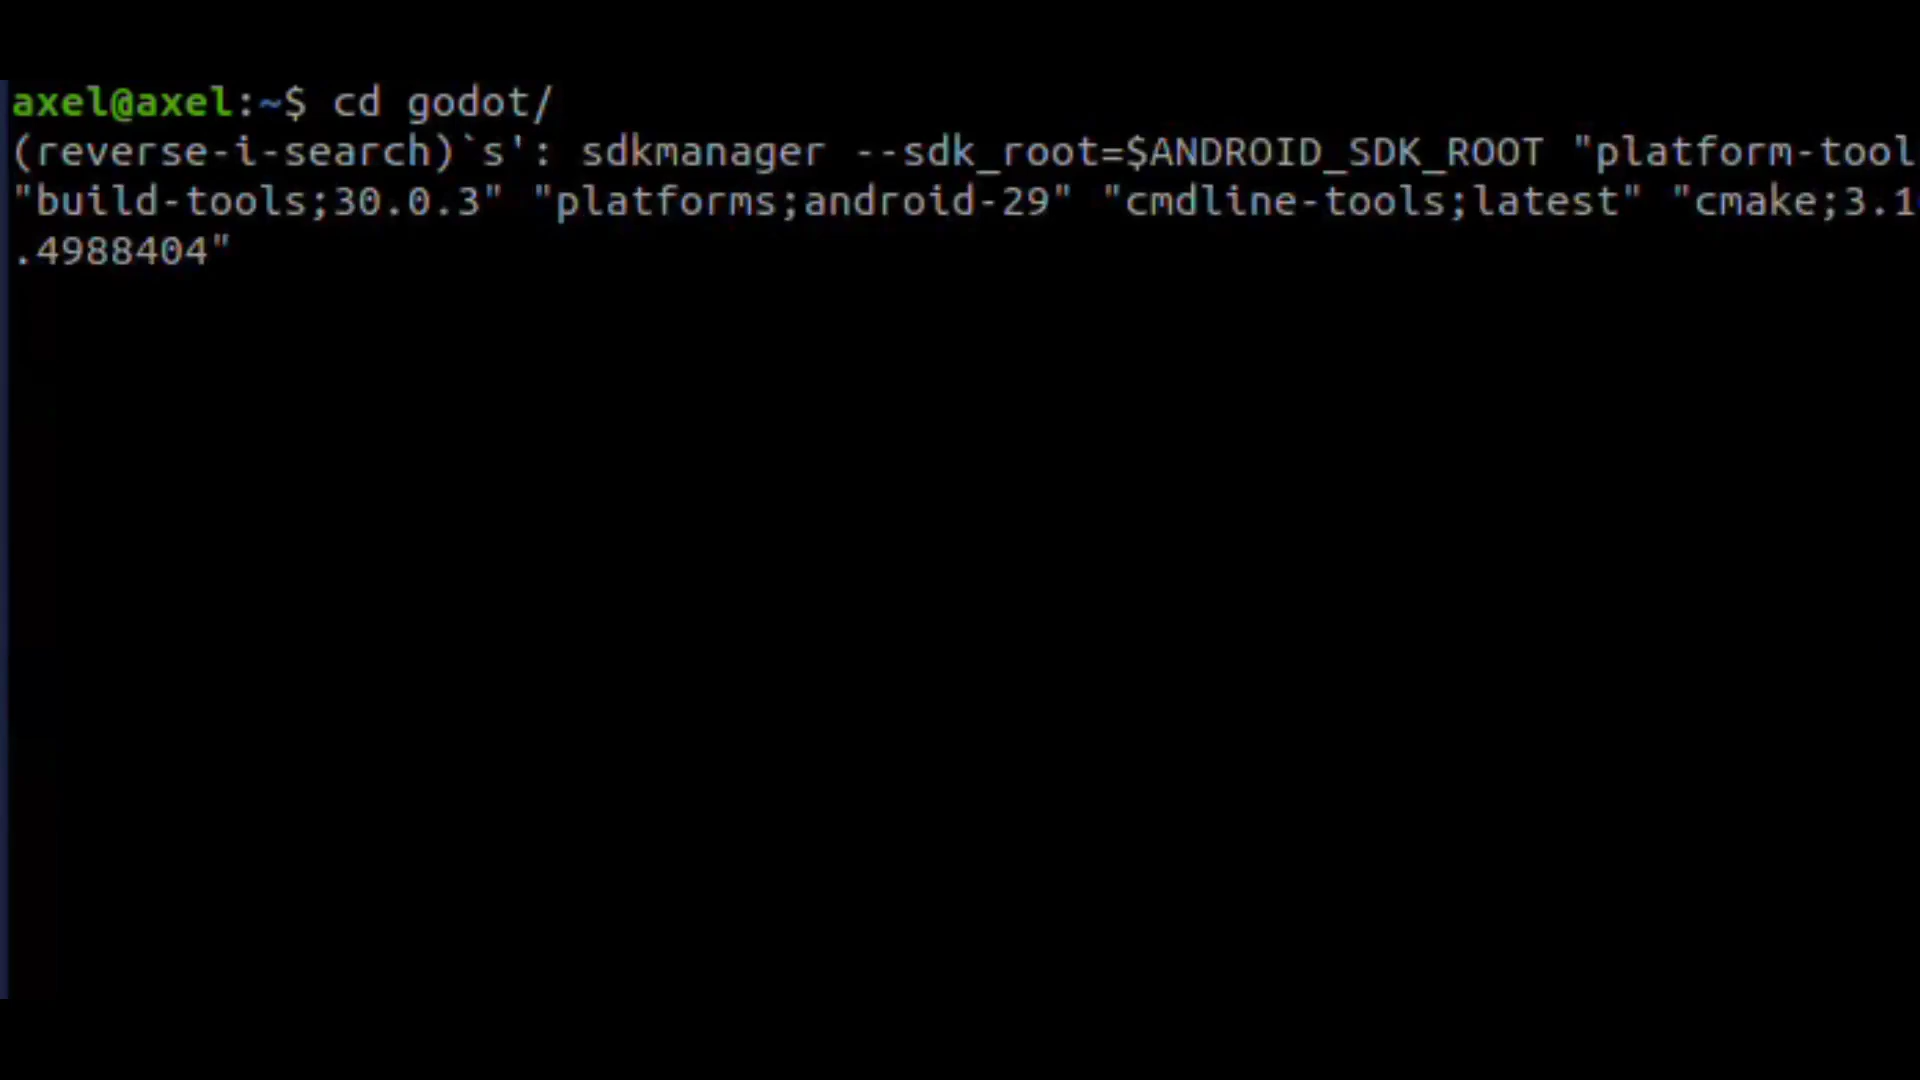 axel@axel:~$ cd godot/
(reverse-i-search)`s': sdkmanager --sdk_root=$ANDROID_SDK_ROOT "platform-tool
"build-tools;30.0.3" "platforms;android-29" "cmdline-tools;latest" "cmake;3.1
.4988404"